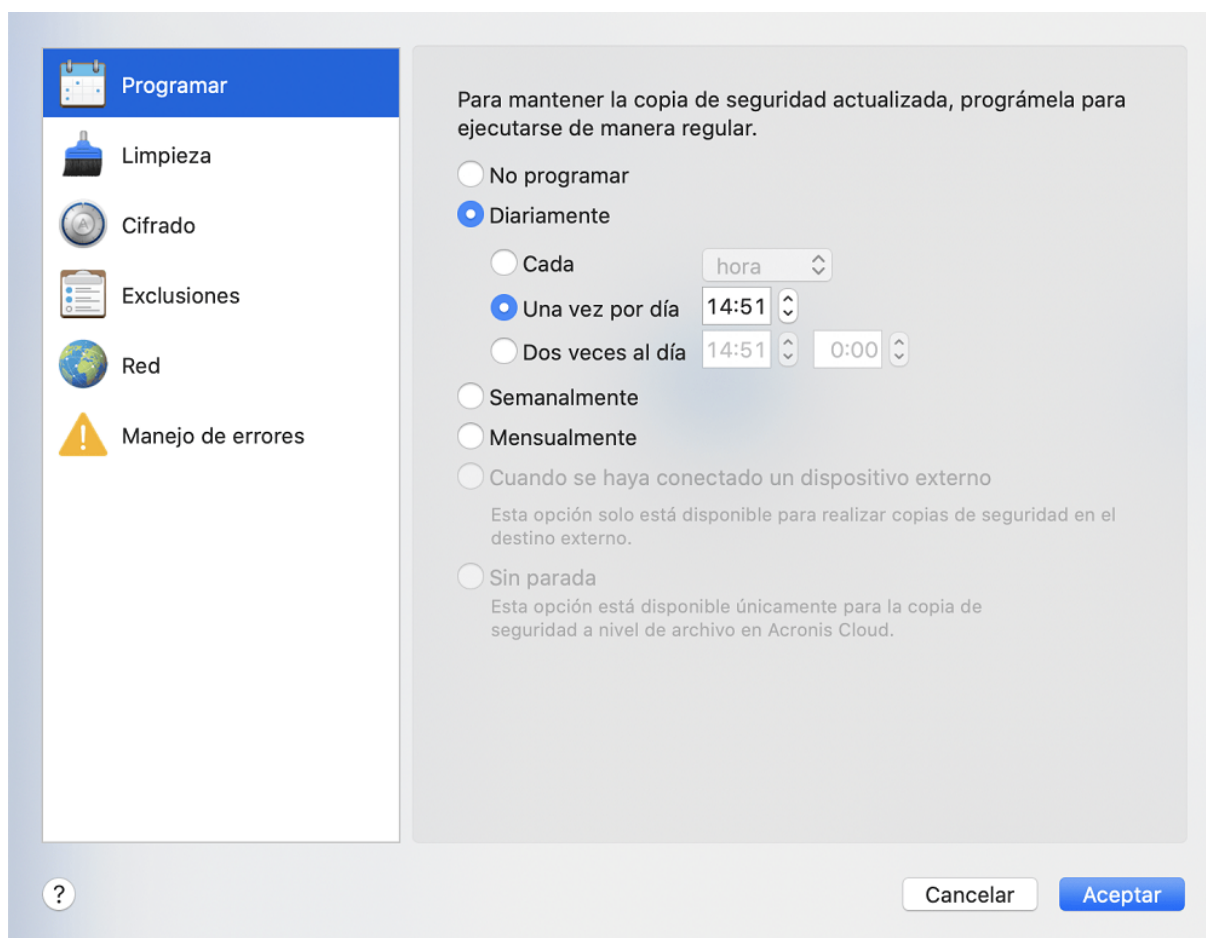 Programar
Limpieza
Cifrado
Exclusiones
Red
Manejo de errores
Para mantener la copia de seguridad actualizada, prográmela para
ejecutarse de manera regular.
No programar
Diariamente
Cada hora
Una vez por día 14:51
Dos veces al día 14:51 0:00
Semanalmente
Mensualmente
Cuando se haya conectado un dispositivo externo
Esta opción solo está disponible para realizar copias de seguridad en el
destino externo.
Sin parada
Esta opción está disponible únicamente para la copia de
seguridad a nivel de archivo en Acronis Cloud.
? Cancelar Aceptar